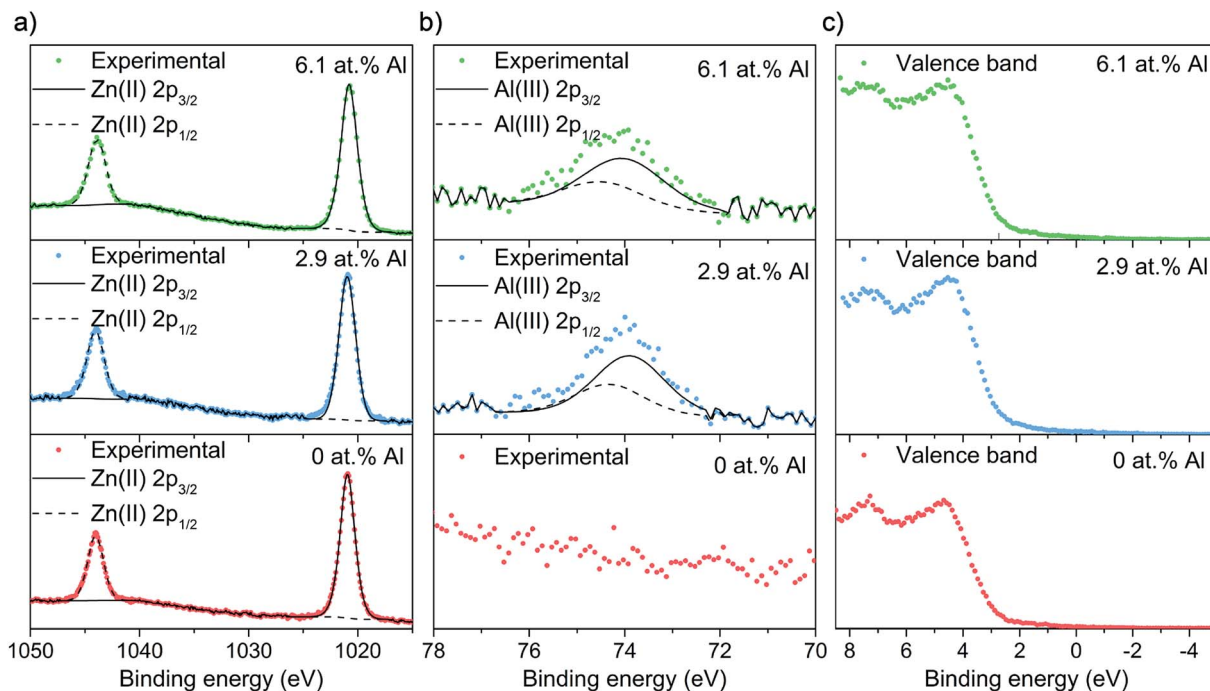 a)
Experimental
6.1 at.% Al
Zn(II) 2p3/2
Zn(II) 2p1/2
Experimental
2.9 at.% Al
Zn(II) 2p3/2
Zn(II) 2p1/2
Experimental
0 at.% Al
Zn(II) 2p3/2
Zn(II) 2p1/2
1050 1040 1030 1020
Binding energy (eV)
b)
Experimental
6.1 at.% Al
Al(III) 2p3/2
Al(III) 2p1/2
Experimental
2.9 at.% Al
Al(III) 2p3/2
Al(III) 2p1/2
Experimental
0 at.% Al
78 76 74 72 70
Binding energy (eV)
c)
Valence band
6.1 at.% Al
Valence band
2.9 at.% Al
Valence band
0 at.% Al
8 6 4 2 0 -2 -4
Binding energy (eV)